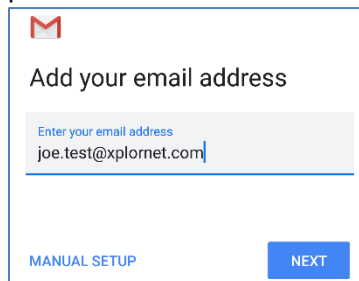 Add your email address
Enter your email address
joe.test@xplornet.com
MANUAL SETUP
NEXT